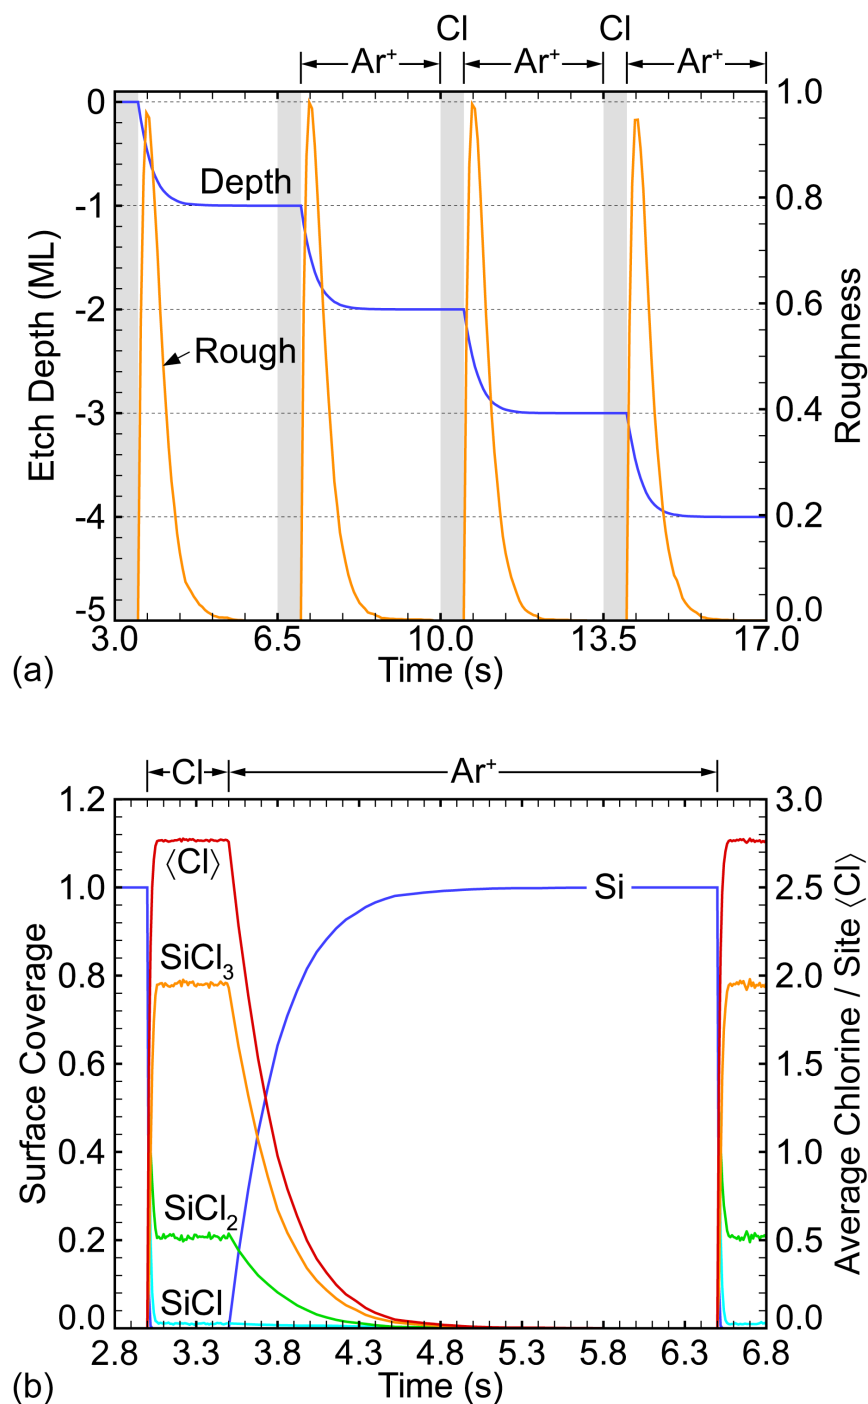 Cl Cl
Ar⁺ Ar⁺ Ar⁺
0 1.0
Depth
-1 0.8
-2 0.6
Rough
-3 0.4
-4 0.2
-5 0.0
Etch Depth (ML)
Roughness
3.0 6.5 10.0 13.5 17.0
(a) Time (s)
Cl Ar⁺
1.2 3.0
⟨Cl⟩
1.0 Si 2.5
SiCl₃
0.8 2.0
0.6 1.5
0.4 1.0
SiCl₂
0.2 0.5
SiCl
0.0 0.0
Surface Coverage
Average Chlorine / Site ⟨Cl⟩
2.8 3.3 3.8 4.3 4.8 5.3 5.8 6.3 6.8
(b) Time (s)